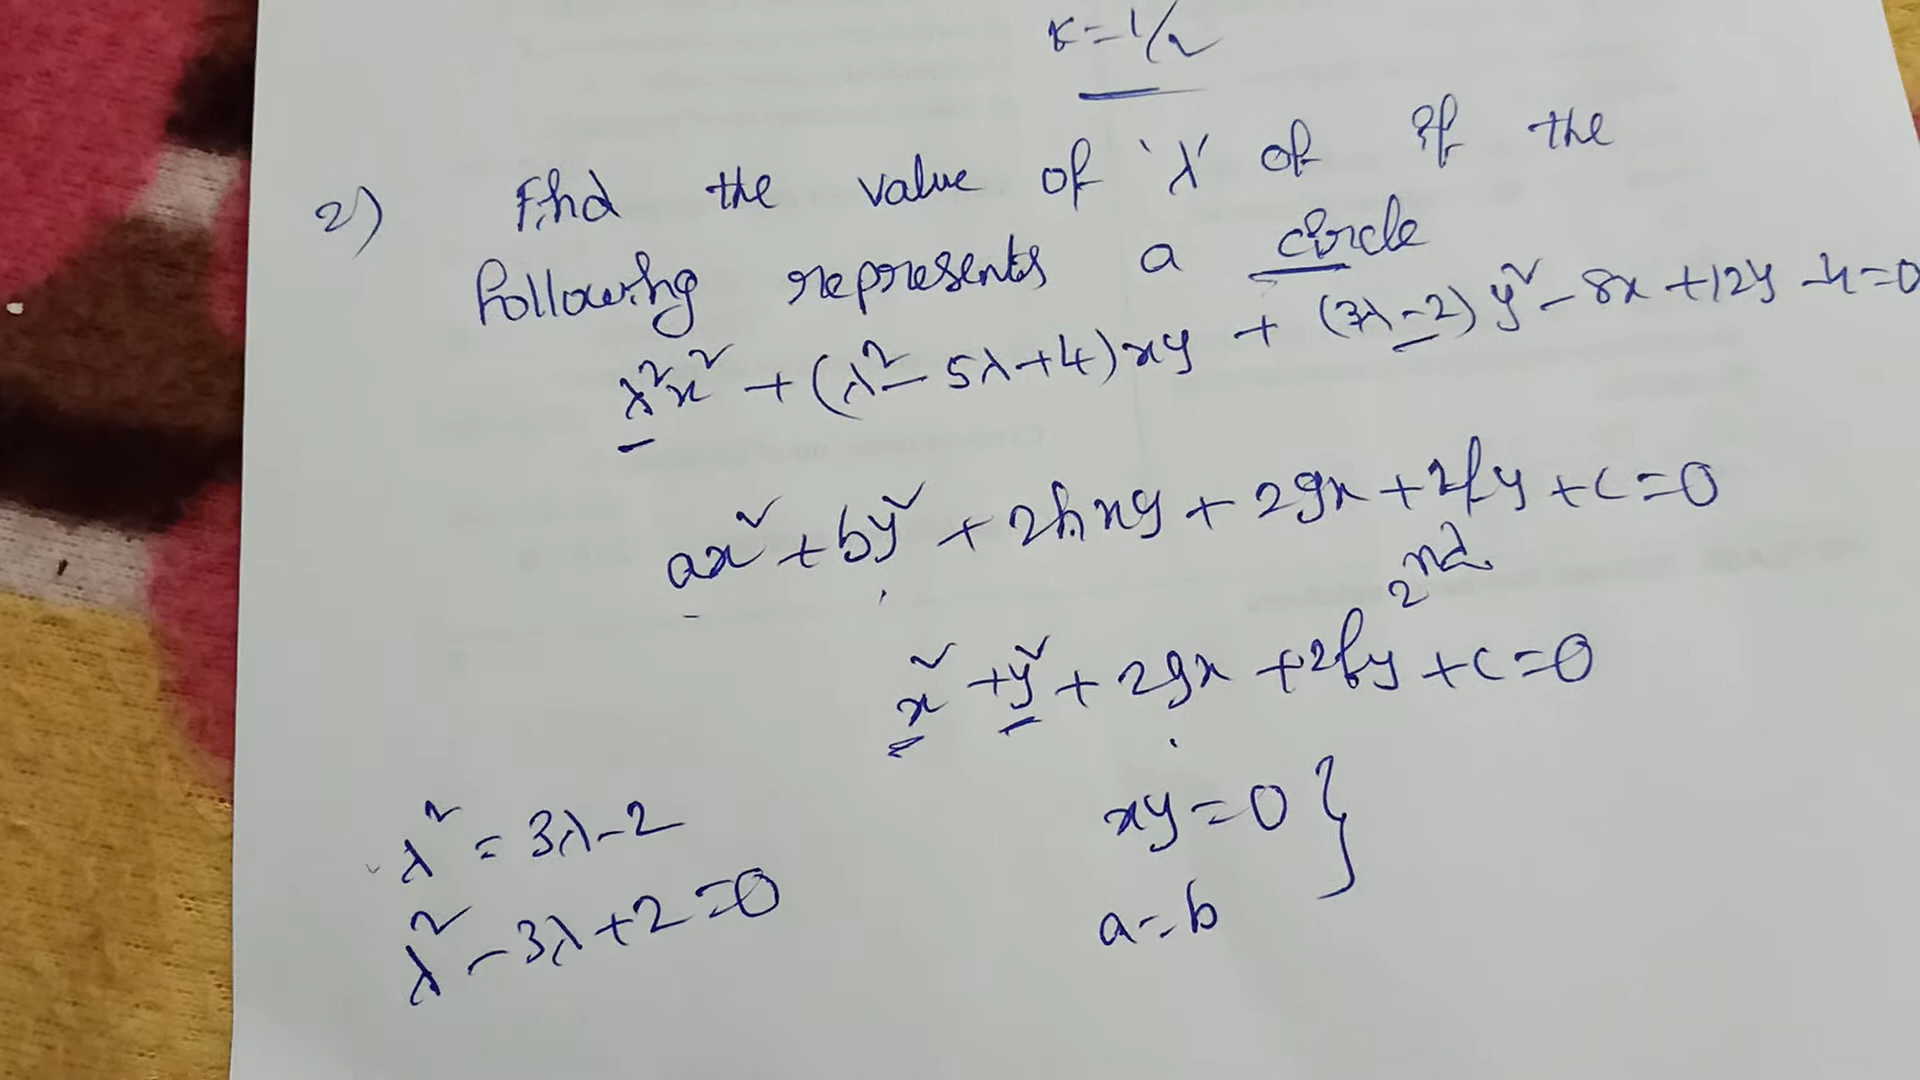 K=1/2
2) Find the value of 'λ' of if the
following represents a circle
λ²x² + (λ²-5λ+4)xy + (3λ-2)y² - 8x + 12y - 4 = 0
ax² + by² + 2hxy + 2gx + 2fy + c = 0
2nd
x² + y² + 2gx + 2fy + c = 0
λ² = 3λ-2
xy = 0 }
λ² - 3λ + 2 = 0
a = b